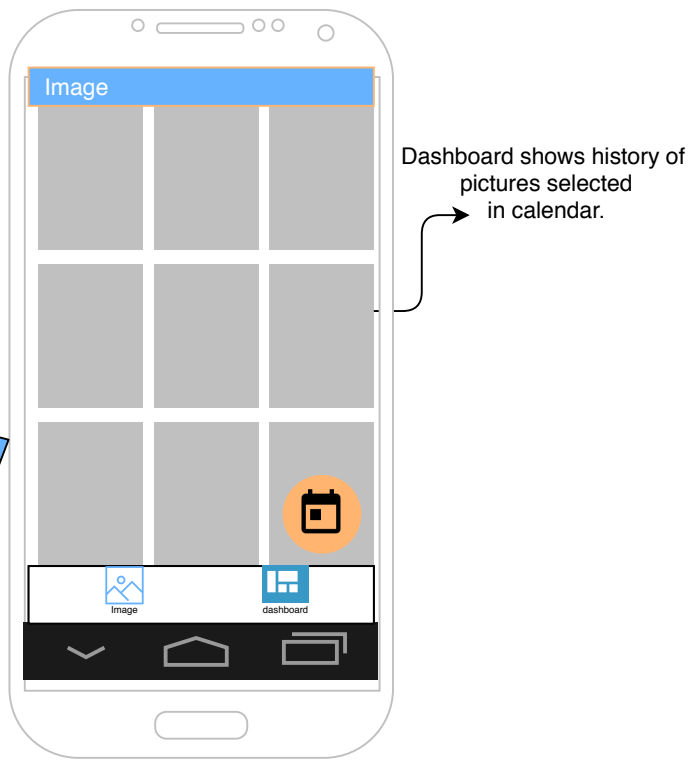 Image
Dashboard shows history of
pictures selected
in calendar.
Image
dashboard